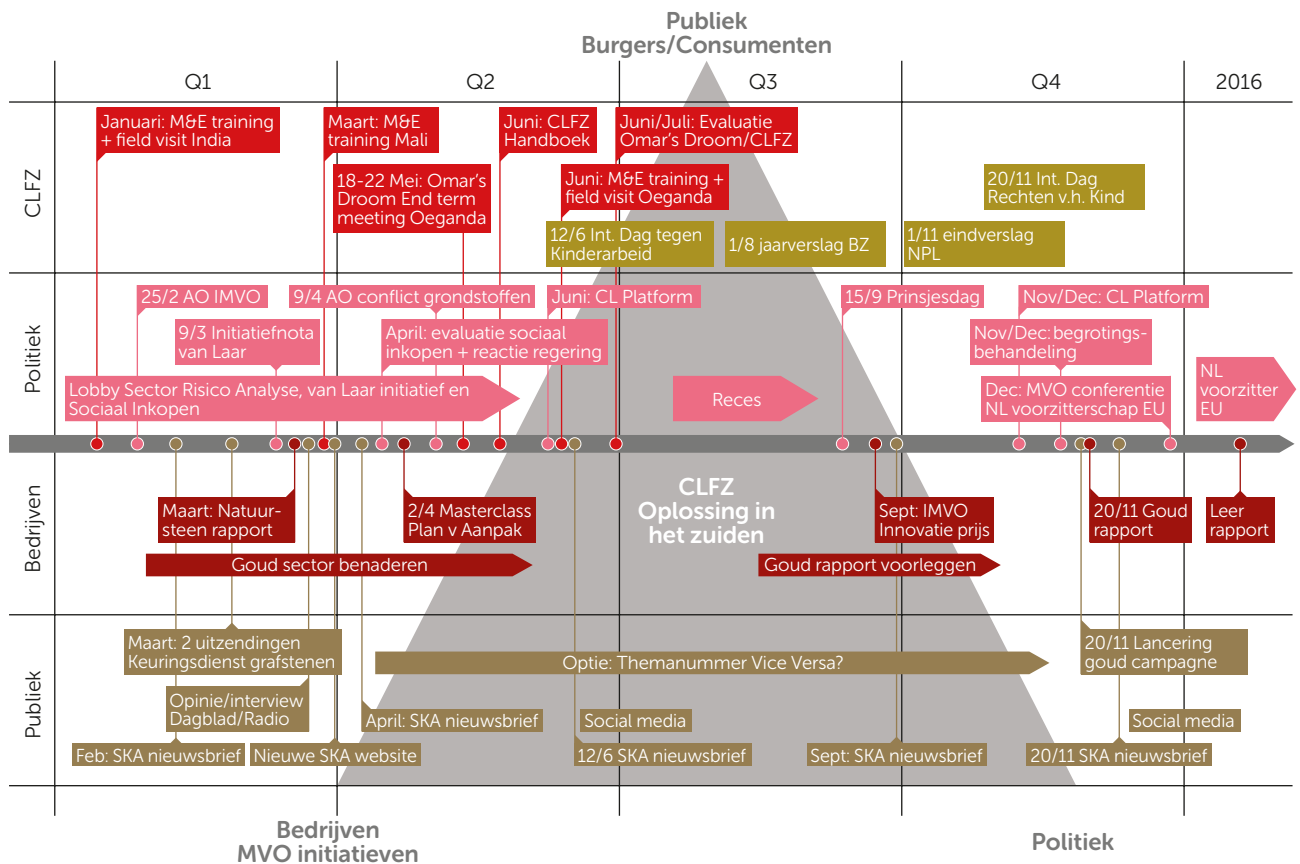 Publiek
Burgers/Consumenten
Q1
Q2
Q3
Q4
2016
CLFZ
Januari: M&E training
+ field visit India
Maart: M&E
training Mali
Juni: CLFZ
Handboek
Juni/Juli: Evaluatie
Omar's Droom/CLFZ
18-22 Mei: Omar's
Droom End term
meeting Oeganda
Juni: M&E training +
field visit Oeganda
20/11 Int. Dag
Rechten v.h. Kind
12/6 Int. Dag tegen
Kinderarbeid
1/8 jaarverslag BZ
1/11 eindverslag
NPL
Politiek
25/2 AO IMVO
9/4 AO conflict grondstoffen
Juni: CL Platform
15/9 Prinsjesdag
Nov/Dec: CL Platform
9/3 Initiatiefnota
van Laar
April: evaluatie sociaal
inkopen + reactie regering
Nov/Dec: begrotings-
behandeling
Lobby Sector Risico Analyse, van Laar initiatief en
Sociaal Inkopen
Reces
Dec: MVO conferentie
NL voorzitterschap EU
NL
voorzitter
EU
CLFZ
Oplossing in
het zuiden
Bedrijven
Maart: Natuur-
steen rapport
2/4 Masterclass
Plan v Aanpak
Sept: IMVO
Innovatie prijs
20/11 Goud
rapport
Leer
rapport
Goud sector benaderen
Goud rapport voorleggen
Publiek
Maart: 2 uitzendingen
Keuringsdienst grafstenen
Optie: Themanummer Vice Versa?
20/11 Lancering
goud campagne
Opinie/interview
Dagblad/Radio
April: SKA nieuwsbrief
Social media
Social media
Feb: SKA nieuwsbrief
Nieuwe SKA website
12/6 SKA nieuwsbrief
Sept: SKA nieuwsbrief
20/11 SKA nieuwsbrief
Bedrijven
MVO initiatieven
Politiek